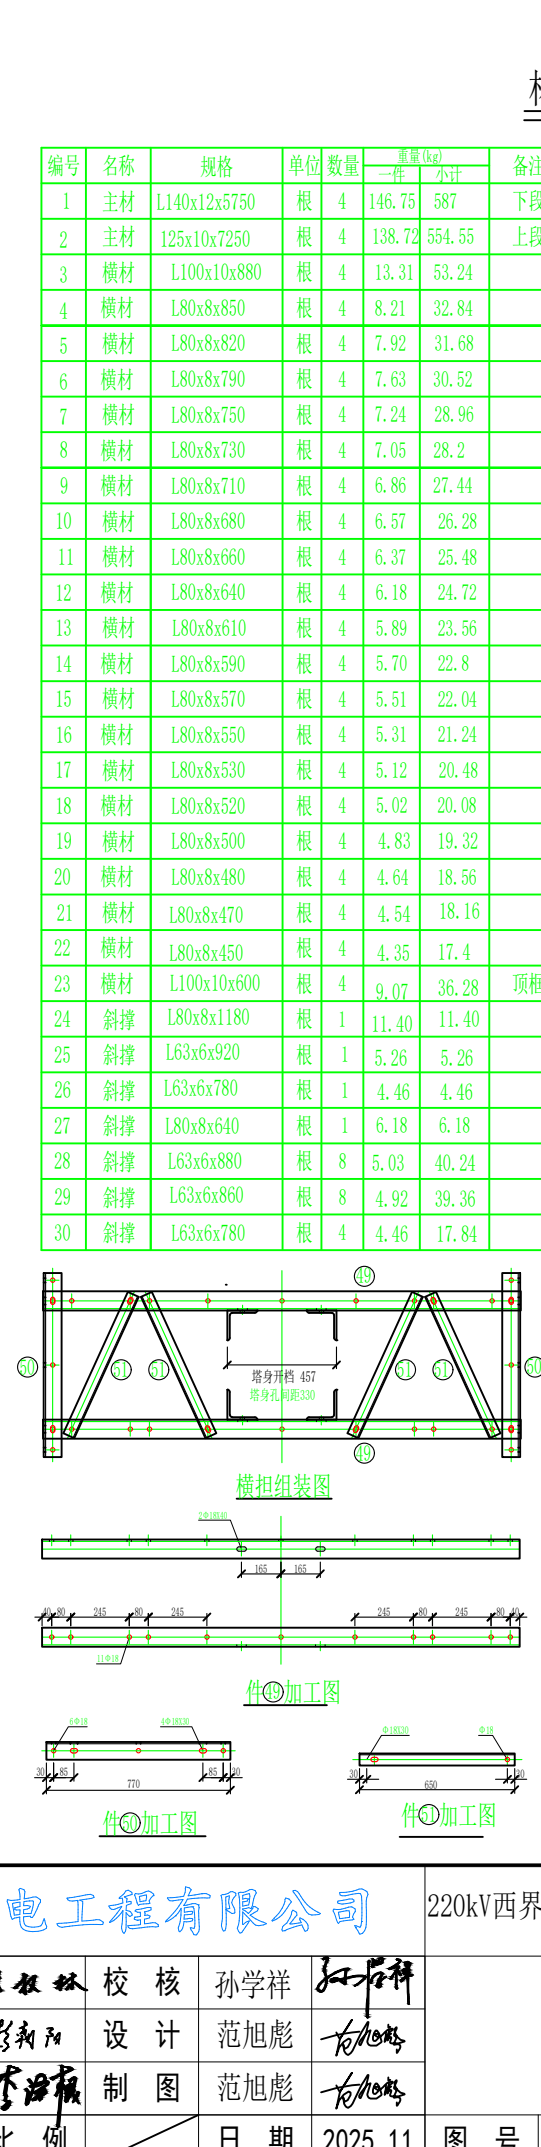 编号 名称 规格 单位 数量 重量(kg) 备注
一件 小计
1 主材 L140x12x5750 根 4 146.75 587 下段
2 主材 125x10x7250 根 4 138.72 554.55 上段
3 横材 L100x10x880 根 4 13.31 53.24
4 横材 L80x8x850 根 4 8.21 32.84
5 横材 L80x8x820 根 4 7.92 31.68
6 横材 L80x8x790 根 4 7.63 30.52
7 横材 L80x8x750 根 4 7.24 28.96
8 横材 L80x8x730 根 4 7.05 28.2
9 横材 L80x8x710 根 4 6.86 27.44
10 横材 L80x8x680 根 4 6.57 26.28
11 横材 L80x8x660 根 4 6.37 25.48
12 横材 L80x8x640 根 4 6.18 24.72
13 横材 L80x8x610 根 4 5.89 23.56
14 横材 L80x8x590 根 4 5.70 22.8
15 横材 L80x8x570 根 4 5.51 22.04
16 横材 L80x8x550 根 4 5.31 21.24
17 横材 L80x8x530 根 4 5.12 20.48
18 横材 L80x8x520 根 4 5.02 20.08
19 横材 L80x8x500 根 4 4.83 19.32
20 横材 L80x8x480 根 4 4.64 18.56
21 横材 L80x8x470 根 4 4.54 18.16
22 横材 L80x8x450 根 4 4.35 17.4
23 横材 L100x10x600 根 4 9.07 36.28 顶框
24 斜撑 L80x8x1180 根 1 11.40 11.40
25 斜撑 L63x6x920 根 1 5.26 5.26
26 斜撑 L63x6x780 根 1 4.46 4.46
27 斜撑 L80x8x640 根 1 6.18 6.18
28 斜撑 L63x6x880 根 8 5.03 40.24
29 斜撑 L63x6x860 根 8 4.92 39.36
30 斜撑 L63x6x780 根 4 4.46 17.84
49
50 51 51 51 51 50
塔身开档 457
塔身孔间距330
49
横担组装图
2Φ18X40
165 165
40 80 245 80 245 245 80 245 80 40
11Φ18
件49加工图
6Φ18 4Φ18X30 Φ18X30 Φ18
30 85 85 30 30 30
770 650
件50加工图 件51加工图
电工程有限公司 220kV西界
校 核 孙学祥
设 计 范旭彪
制 图 范旭彪
比 例 日 期 2025.11 图 号